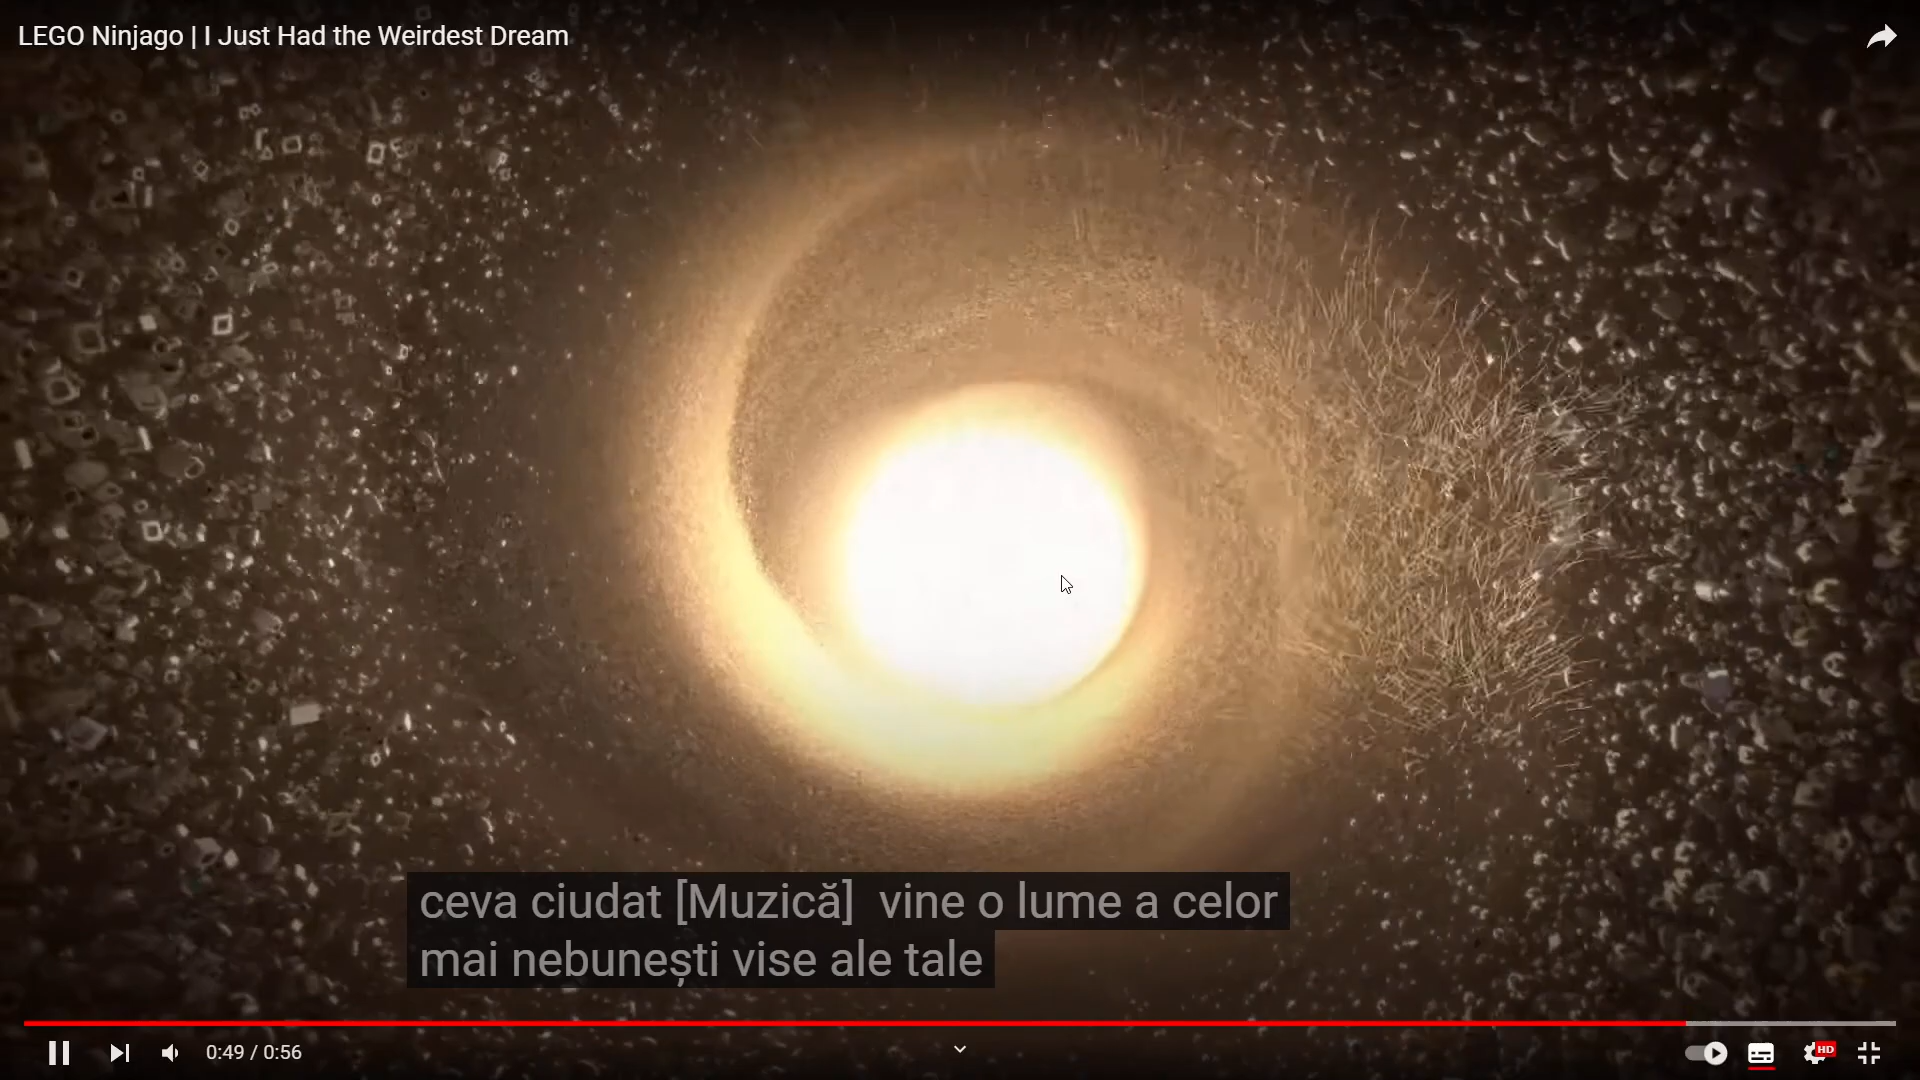 LEGO Ninjago | I Just Had the Weirdest Dream
ceva ciudat [Muzică]  vine o lume a celor
mai nebunești vise ale tale
0:49 / 0:56
HD